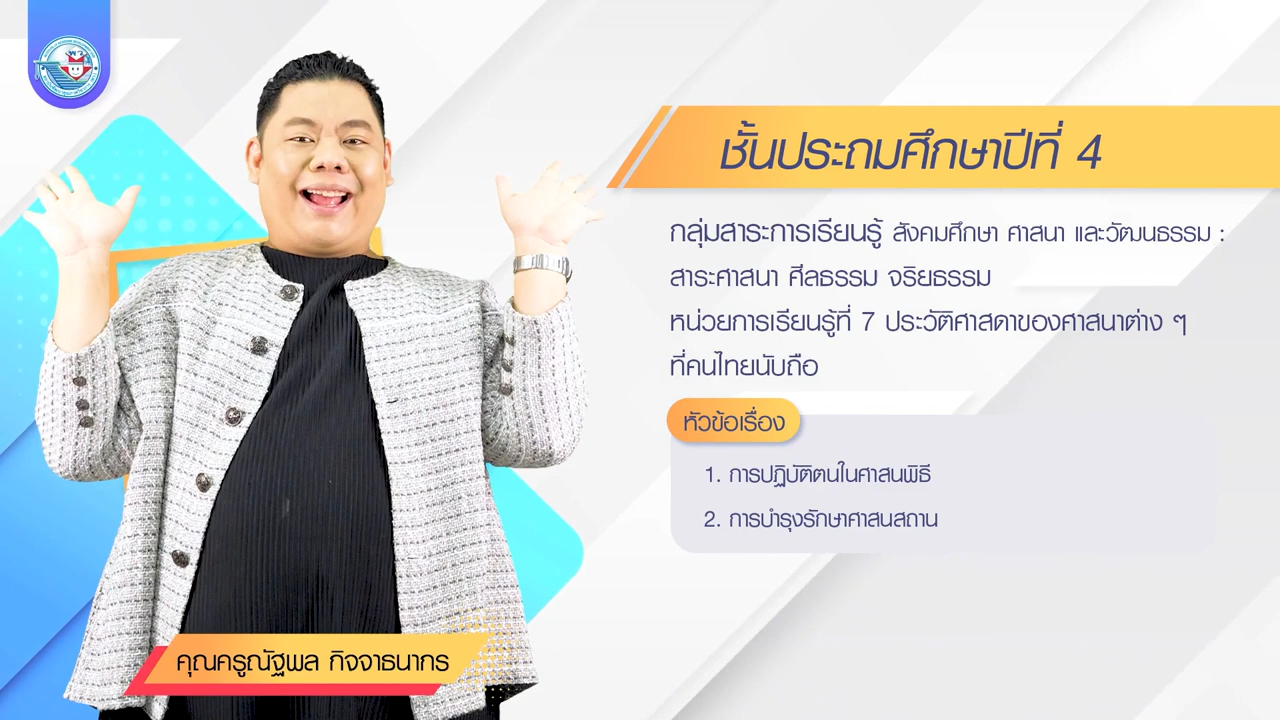 พว
ชั้นประถมศึกษาปีที่ 4
กลุ่มสาระการเรียนรู้ สังคมศึกษา ศาสนา และวัฒนธรรม :
สาระศาสนา ศีลธรรม จริยธรรม
หน่วยการเรียนรู้ที่ 7 ประวัติศาสดาของศาสนาต่าง ๆ
ที่คนไทยนับถือ
หัวข้อเรื่อง
1. การปฏิบัติตนในศาสนพิธี
2. การบำรุงรักษาศาสนสถาน
คุณครูณัฐพล กิจจาธนากร